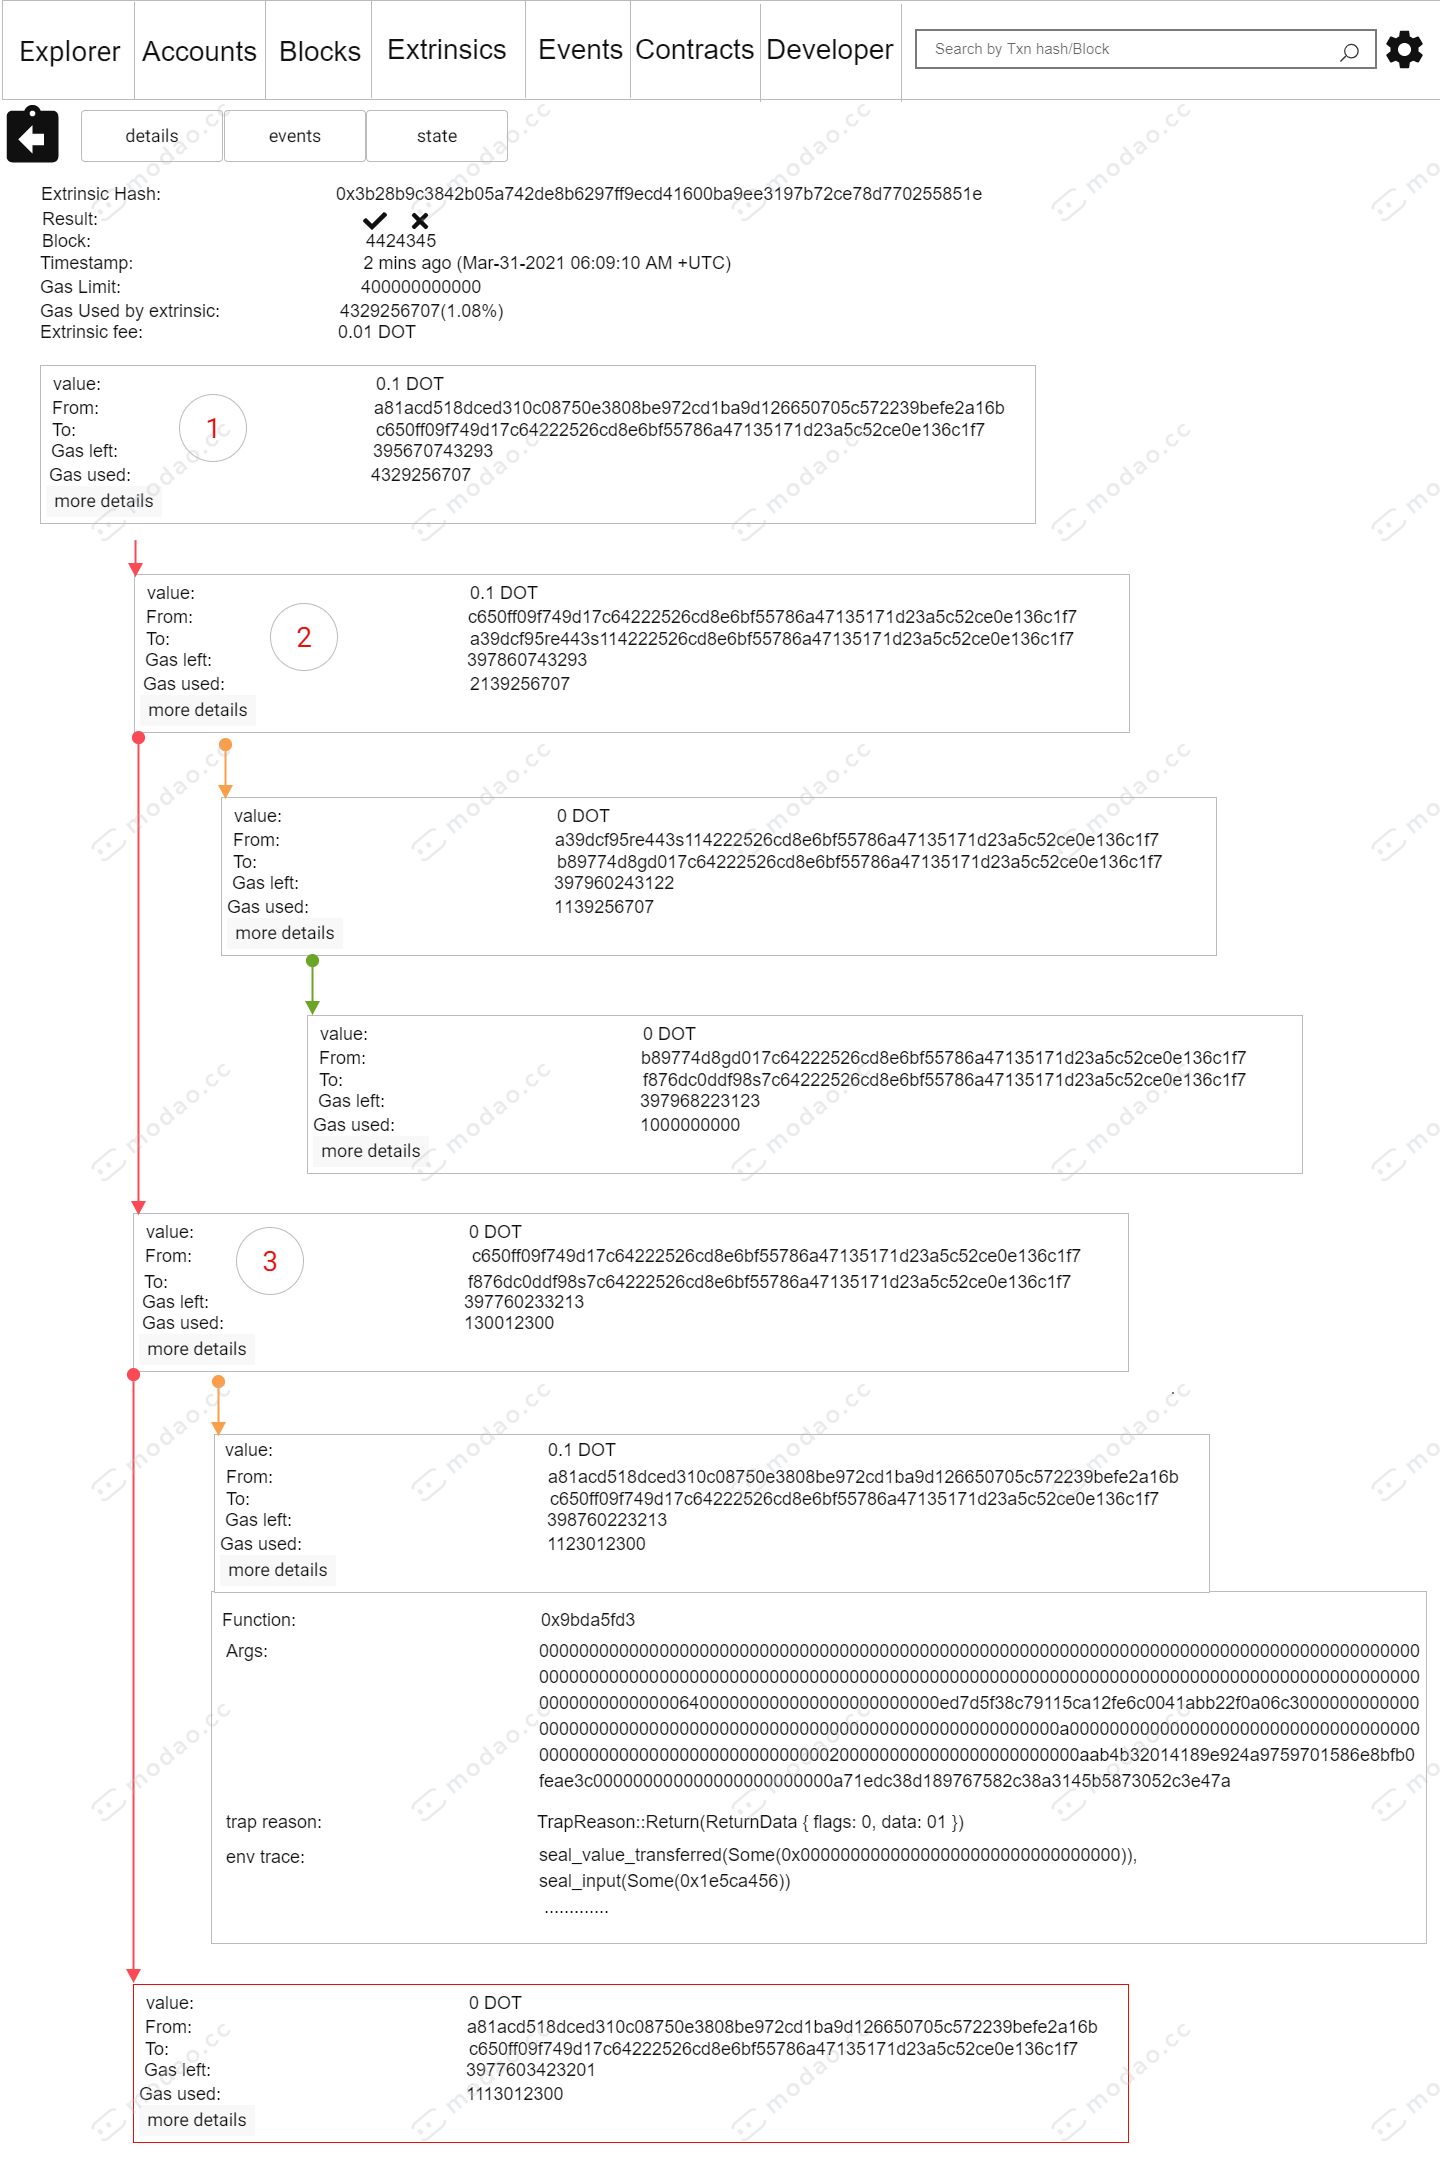 Explorer Accounts Blocks Extrinsics Events Contracts Developer Search by Txn hash/Block
details events state
Extrinsic Hash: 0x3b28b9c3842b05a742de8b6297ff9ecd41600ba9ee3197b72ce78d770255851e
Result:
Block: 4424345
Timestamp: 2 mins ago (Mar-31-2021 06:09:10 AM +UTC)
Gas Limit: 400000000000
Gas Used by extrinsic: 4329256707(1.08%)
Extrinsic fee: 0.01 DOT
value: 0.1 DOT
From: a81acd518dced310c08750e3808be972cd1ba9d126650705c572239befe2a16b
1
To: c650ff09f749d17c64222526cd8e6bf55786a47135171d23a5c52ce0e136c1f7
Gas left: 395670743293
Gas used: 4329256707
more details
value: 0.1 DOT
From: c650ff09f749d17c64222526cd8e6bf55786a47135171d23a5c52ce0e136c1f7
2
To: a39dcf95re443s114222526cd8e6bf55786a47135171d23a5c52ce0e136c1f7
Gas left: 397860743293
Gas used: 2139256707
more details
value: 0 DOT
From: a39dcf95re443s114222526cd8e6bf55786a47135171d23a5c52ce0e136c1f7
To: b89774d8gd017c64222526cd8e6bf55786a47135171d23a5c52ce0e136c1f7
Gas left: 397960243122
Gas used: 1139256707
more details
value: 0 DOT
From: b89774d8gd017c64222526cd8e6bf55786a47135171d23a5c52ce0e136c1f7
To: f876dc0ddf98s7c64222526cd8e6bf55786a47135171d23a5c52ce0e136c1f7
Gas left: 397968223123
Gas used: 1000000000
more details
value: 0 DOT
From: c650ff09f749d17c64222526cd8e6bf55786a47135171d23a5c52ce0e136c1f7
3
To: f876dc0ddf98s7c64222526cd8e6bf55786a47135171d23a5c52ce0e136c1f7
Gas left: 397760233213
Gas used: 130012300
more details
value: 0.1 DOT
From: a81acd518dced310c08750e3808be972cd1ba9d126650705c572239befe2a16b
To: c650ff09f749d17c64222526cd8e6bf55786a47135171d23a5c52ce0e136c1f7
Gas left: 398760223213
Gas used: 1123012300
more details
Function: 0x9bda5fd3
Args:
trap reason: TrapReason::Return(ReturnData { flags: 0, data: 01 })
env trace: seal_value_transferred(Some(0x00000000000000000000000000000000)),
seal_input(Some(0x1e5ca456))
.............
value: 0 DOT
From: a81acd518dced310c08750e3808be972cd1ba9d126650705c572239befe2a16b
To: c650ff09f749d17c64222526cd8e6bf55786a47135171d23a5c52ce0e136c1f7
Gas left: 3977603423201
Gas used: 1113012300
more details
modao.cc